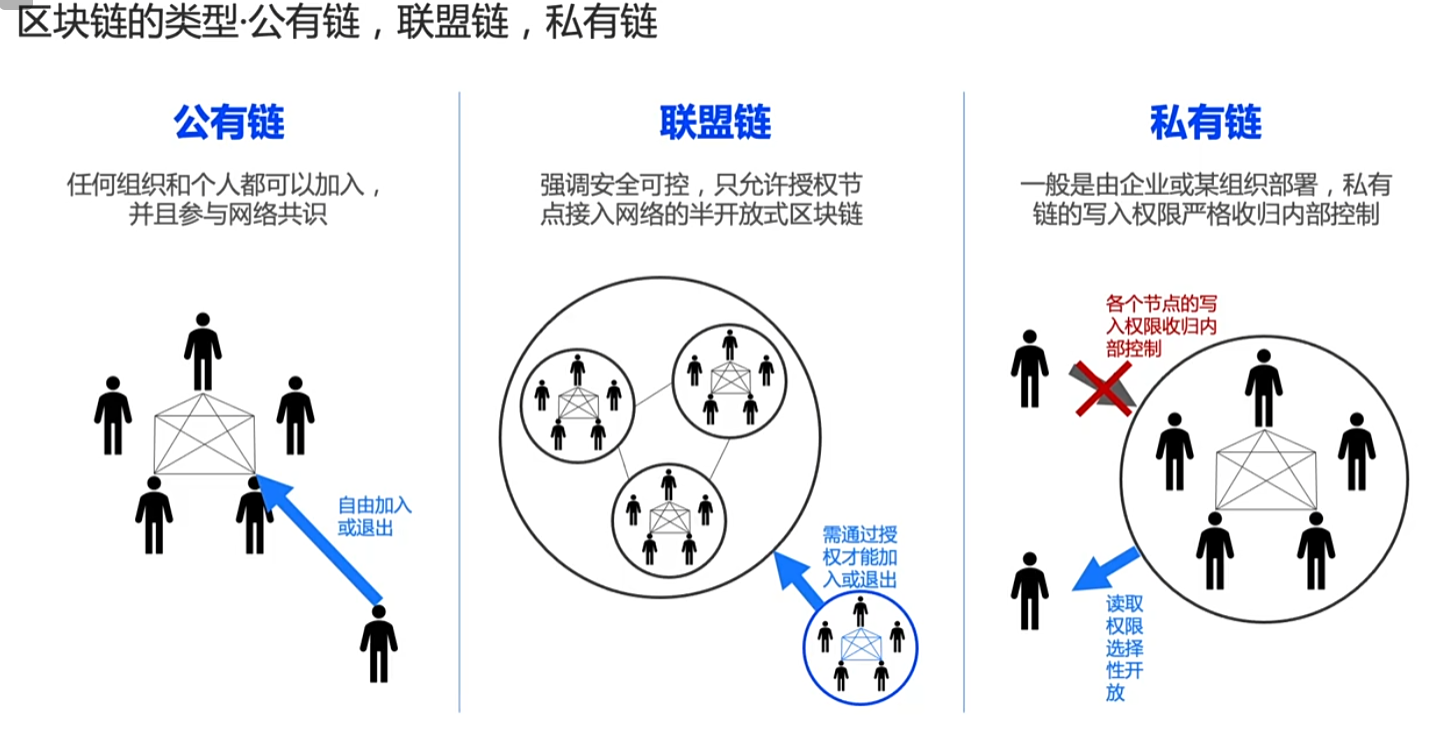 区块链的类型·公有链，联盟链，私有链
公有链
任何组织和个人都可以加入，
并且参与网络共识
自由加入
或退出
联盟链
强调安全可控，只允许授权节
点接入网络的半开放式区块链
需通过授
权才能加
入或退出
私有链
一般是由企业或某组织部署，私有
链的写入权限严格收归内部控制
各个节点的写
入权限收归内
部控制
读取
权限
选择
性开
放